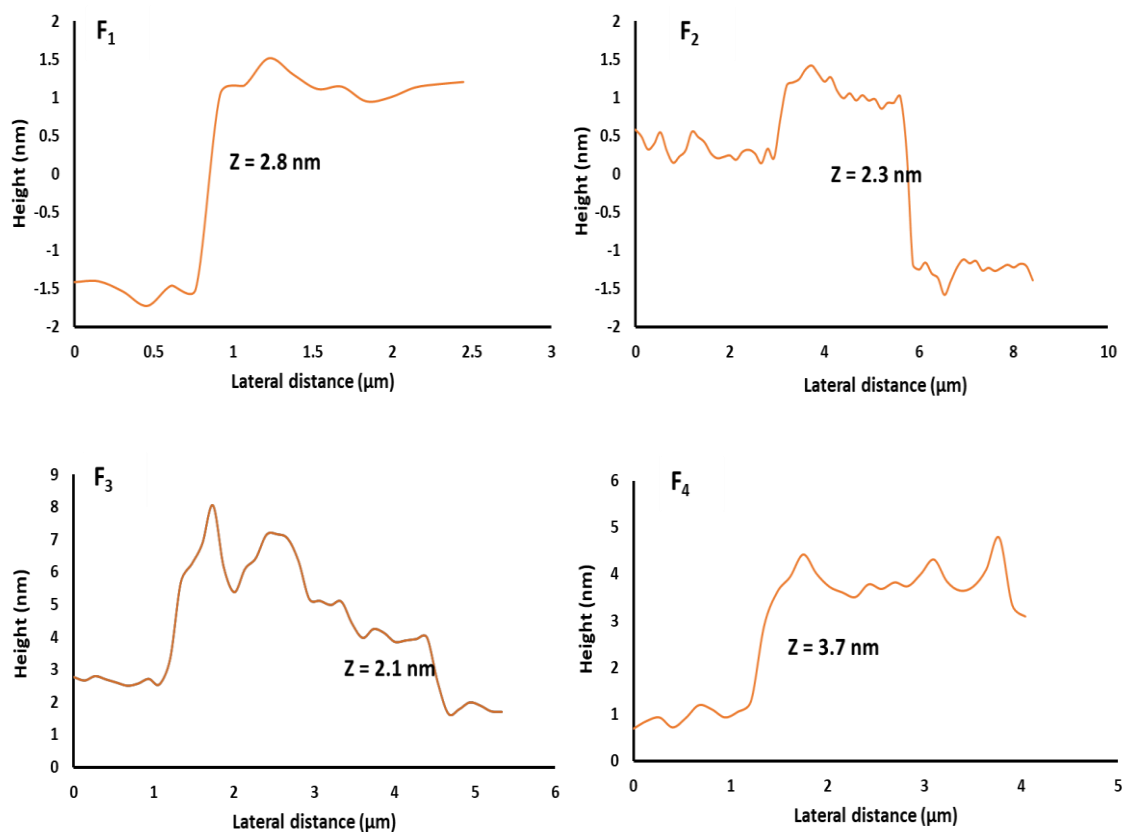 F₁
2
1.5
1
0.5
0
-0.5
-1
-1.5
-2
Height (nm)
Z = 2.8 nm
0 0.5 1 1.5 2 2.5 3
Lateral distance (µm)
F₂
2
1.5
1
0.5
0
-0.5
-1
-1.5
-2
Height (nm)
Z = 2.3 nm
0 2 4 6 8 10
Lateral distance (µm)
F₃
9
8
7
6
5
4
3
2
1
0
Height (nm)
Z = 2.1 nm
0 1 2 3 4 5 6
Lateral distance (µm)
F₄
6
5
4
3
2
1
0
Height (nm)
Z = 3.7 nm
0 1 2 3 4 5
Lateral distance (µm)